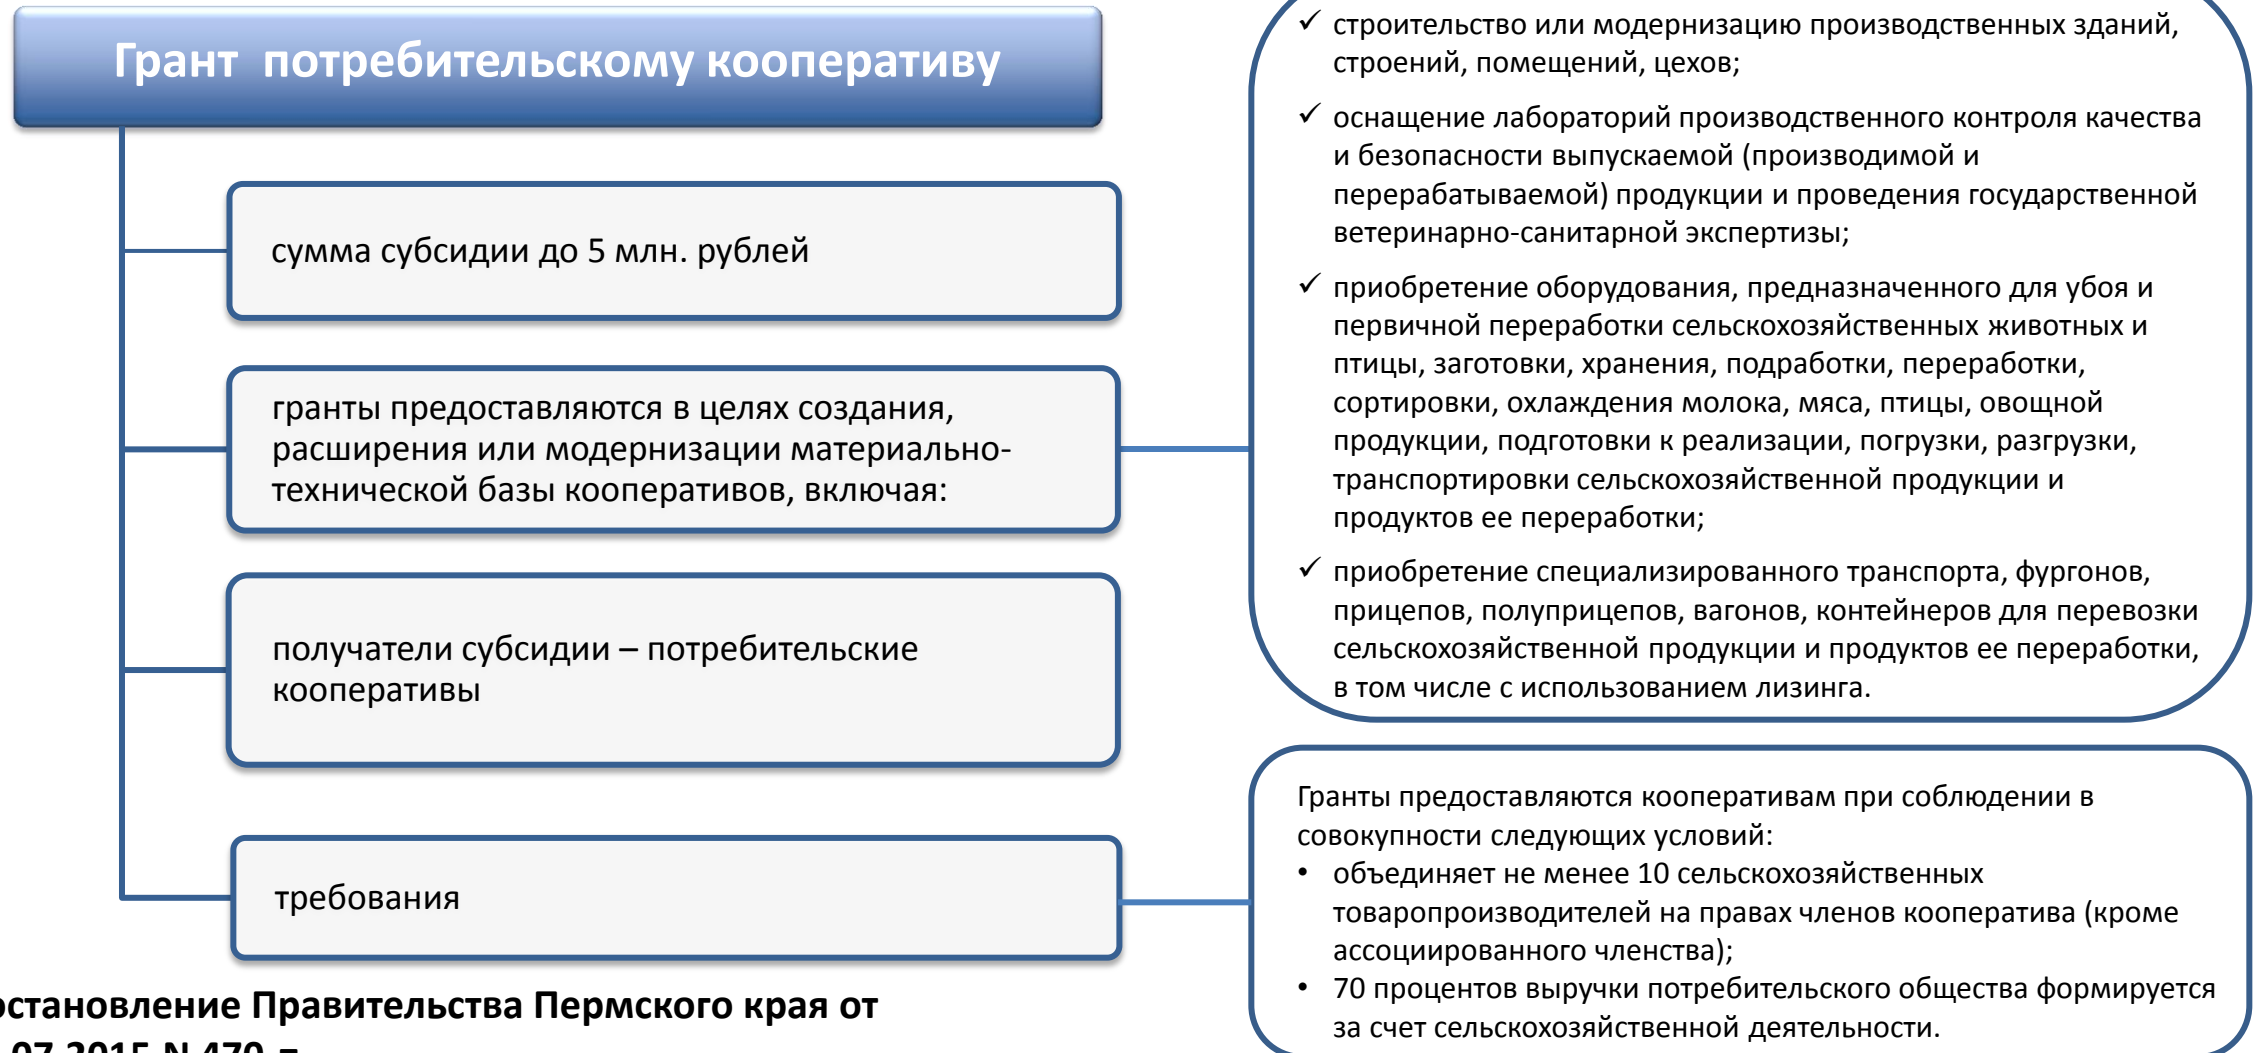 Грант потребительскому кооперативу
сумма субсидии до 5 млн. рублей
гранты предоставляются в целях создания,
расширения или модернизации материально-
технической базы кооперативов, включая:
✓ строительство или модернизацию производственных зданий,
строений, помещений, цехов;
✓ оснащение лабораторий производственного контроля качества
и безопасности выпускаемой (производимой и
перерабатываемой) продукции и проведения государственной
ветеринарно-санитарной экспертизы;
✓ приобретение оборудования, предназначенного для убоя и
первичной переработки сельскохозяйственных животных и
птицы, заготовки, хранения, подработки, переработки,
сортировки, охлаждения молока, мяса, птицы, овощной
продукции, подготовки к реализации, погрузки, разгрузки,
транспортировки сельскохозяйственной продукции и
продуктов ее переработки;
✓ приобретение специализированного транспорта, фургонов,
прицепов, полуприцепов, вагонов, контейнеров для перевозки
сельскохозяйственной продукции и продуктов ее переработки,
в том числе с использованием лизинга.
получатели субсидии – потребительские
кооперативы
требования
Гранты предоставляются кооперативам при соблюдении в
совокупности следующих условий:
• объединяет не менее 10 сельскохозяйственных
товаропроизводителей на правах членов кооператива (кроме
ассоциированного членства);
• 70 процентов выручки потребительского общества формируется
за счет сельскохозяйственной деятельности.
остановление Правительства Пермского края от
07.2015 N 470-п